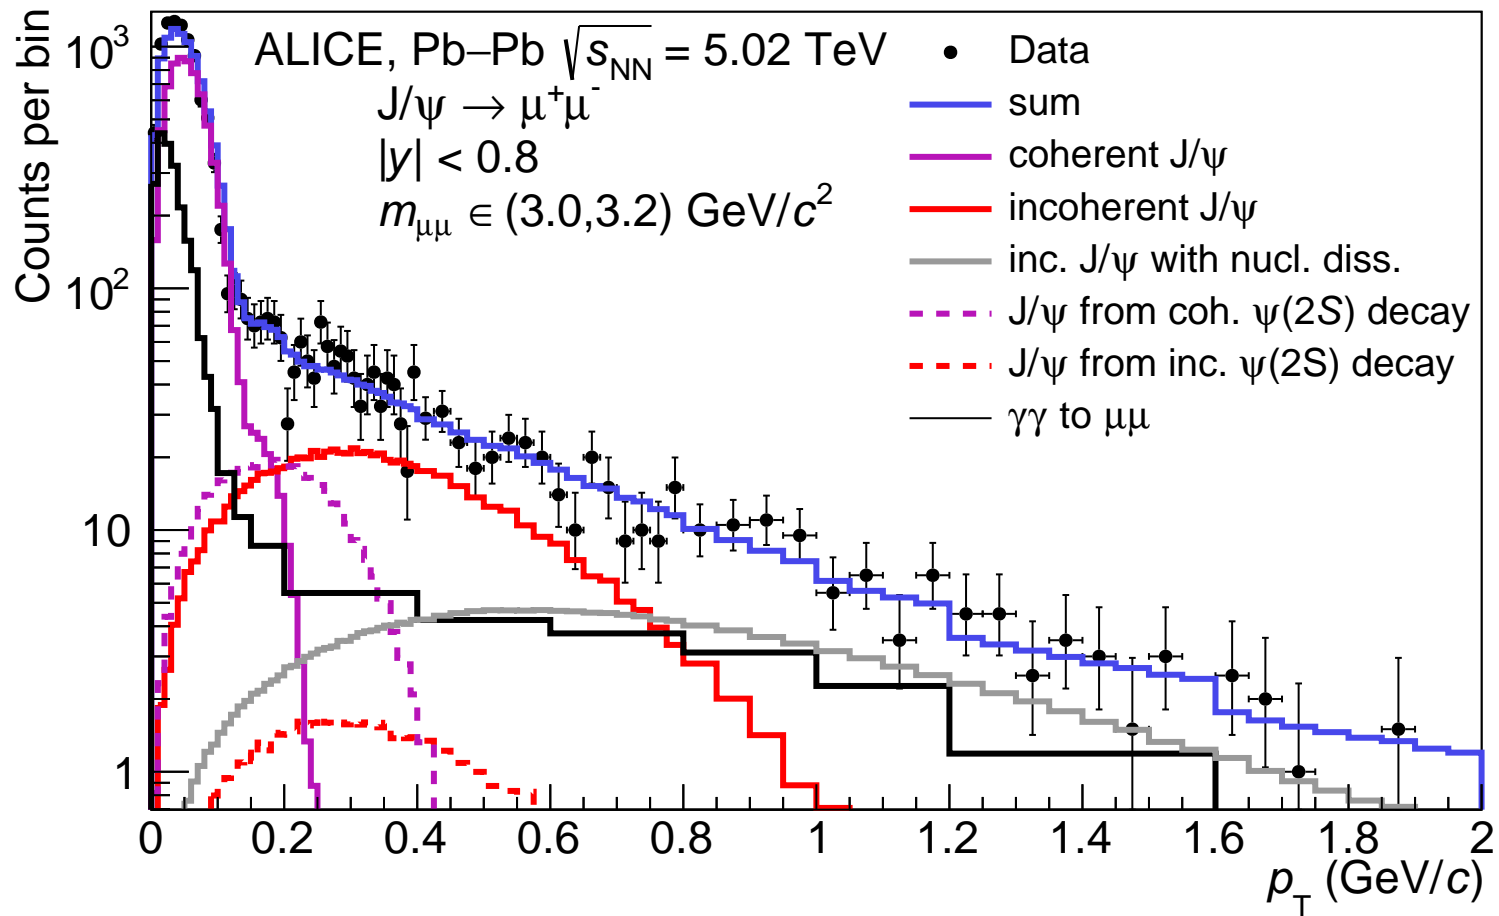 Counts per bin
10³
10²
10
1
ALICE, Pb–Pb √sNN = 5.02 TeV
J/ψ → μ⁺μ⁻
|y| < 0.8
mμμ ∈ (3.0,3.2) GeV/c²
Data
sum
coherent J/ψ
incoherent J/ψ
inc. J/ψ with nucl. diss.
J/ψ from coh. ψ(2S) decay
J/ψ from inc. ψ(2S) decay
γγ to μμ
0 0.2 0.4 0.6 0.8 1 1.2 1.4 1.6 1.8 2
pT (GeV/c)